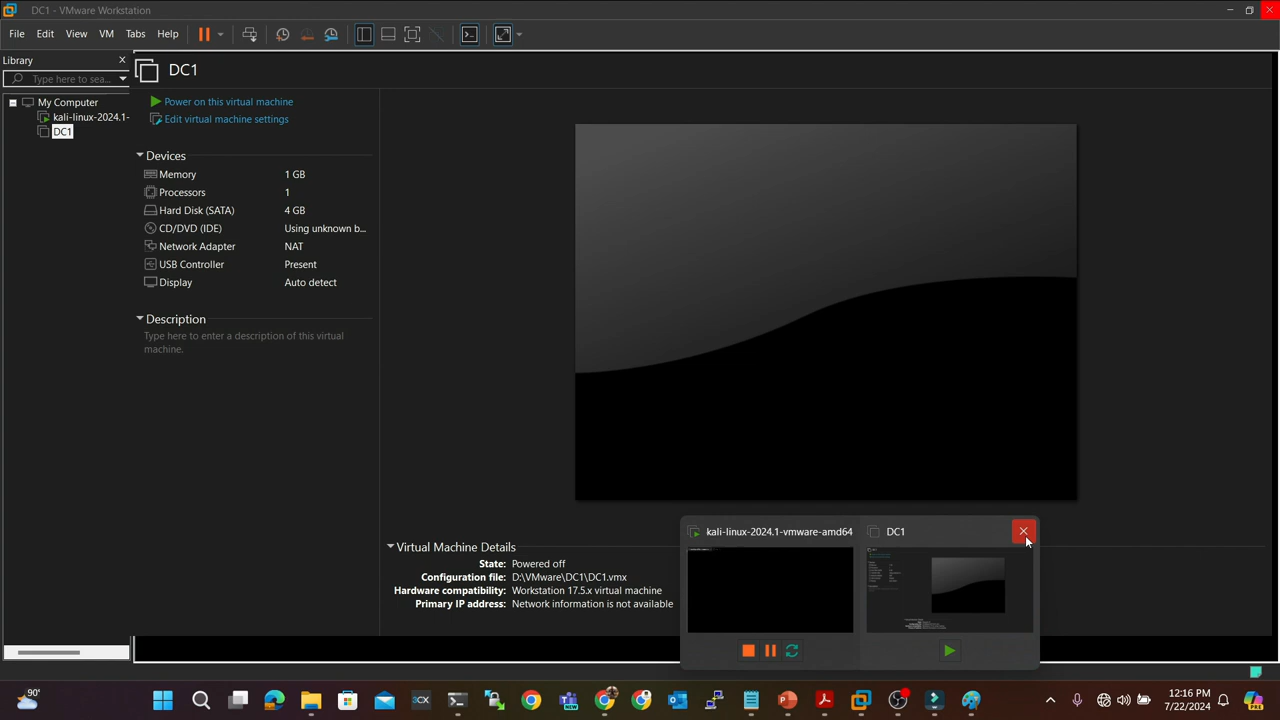 DC1 - VMware Workstation
File Edit View VM Tabs Help
Library
Type here to sea...
DC1
My Computer
kali-linux-2024.1-
DC1
Power on this virtual machine
Edit virtual machine settings
Devices
Memory 1 GB
Processors 1
Hard Disk (SATA) 4 GB
CD/DVD (IDE) Using unknown b...
Network Adapter NAT
USB Controller Present
Display Auto detect
Description
Type here to enter a description of this virtual
machine.
Virtual Machine Details
State: Powered off
Configuration file: D:\VMware\DC1\DC1.vmx
Hardware compatibility: Workstation 17.5.x virtual machine
Primary IP address: Network information is not available
kali-linux-2024.1-vmware-amd64 DC1
90°
12:16 PM
7/22/2024